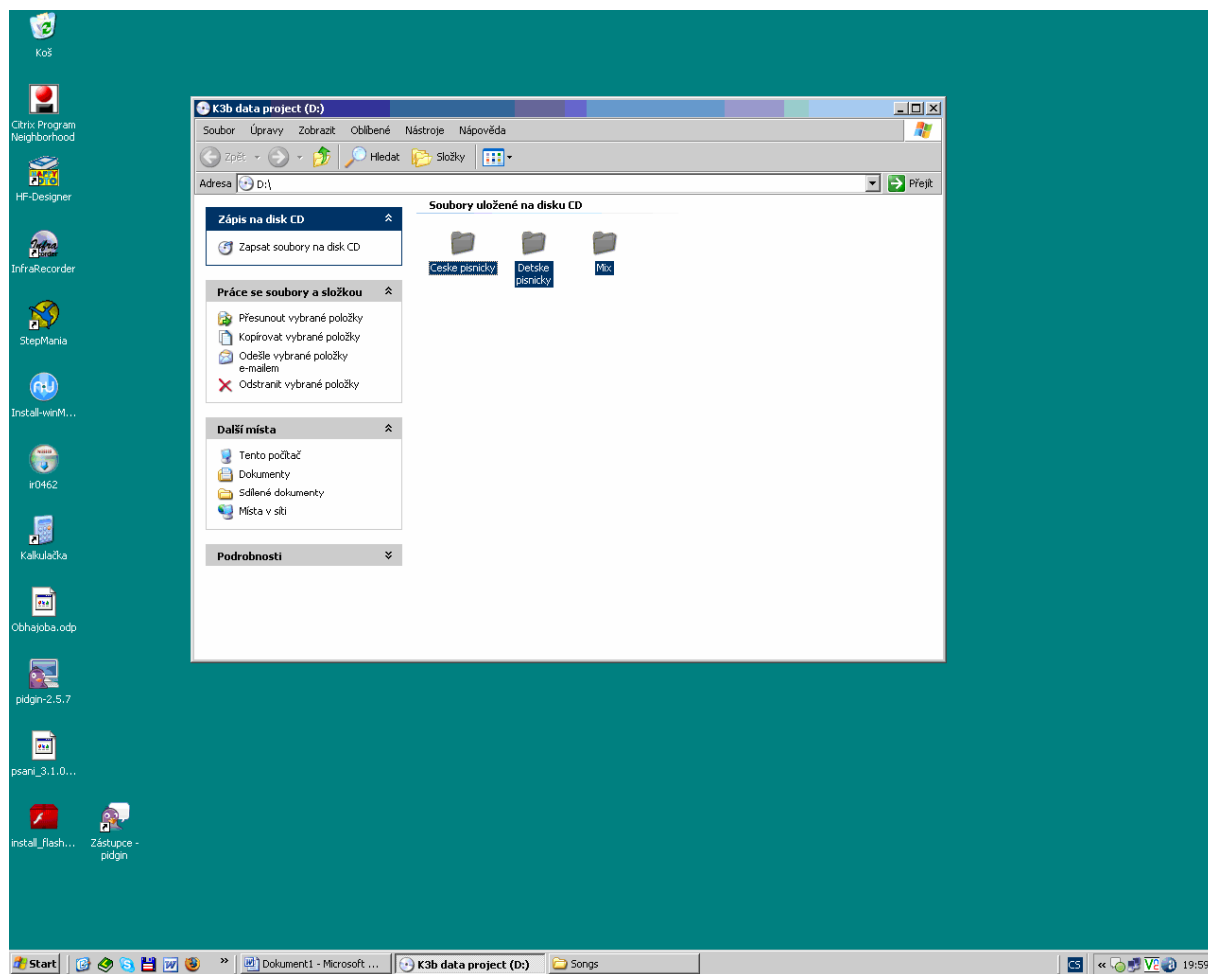 Koš
Citrix Program
Neighborhood
HF-Designer
InfraRecorder
StepMania
Install-winM...
ir0462
Kalkulačka
Obhajoba.odp
pidgin-2.5.7
psani_3.1.0...
install_flash...
Zástupce -
pidgin
K3b data project (D:)
Soubor Úpravy Zobrazit Oblíbené Nástroje Nápověda
Zpět Hledat Složky
Adresa D:\ Přejít
Zápis na disk CD
Zapsat soubory na disk CD
Práce se soubory a složkou
Přesunout vybrané položky
Kopírovat vybrané položky
Odešle vybrané položky
e-mailem
Odstranit vybrané položky
Další místa
Tento počítač
Dokumenty
Sdílené dokumenty
Místa v síti
Podrobnosti
Soubory uložené na disku CD
Ceske pisnicky
Detske
pisnicky
Mix
Start » Dokument1 - Microsoft ... K3b data project (D:) Songs CS « 19:59